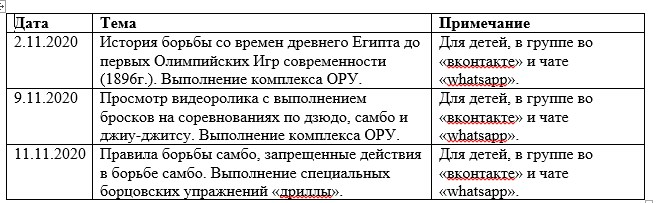 Дата Тема Примечание
2.11.2020 История борьбы со времен древнего Египта до Для детей, в группе во
первых Олимпийских Игр современности «вконтакте» и чате
(1896г.). Выполнение комплекса ОРУ. «whatsapp».
9.11.2020 Просмотр видеоролика с выполнением Для детей, в группе во
бросков на соревнованиях по дзюдо, самбо и «вконтакте» и чате
джиу-джитсу. Выполнение комплекса ОРУ. «whatsapp».
11.11.2020 Правила борьбы самбо, запрещенные действия Для детей, в группе во
в борьбе самбо. Выполнение специальных «вконтакте» и чате
борцовских упражнений «дриллы». «whatsapp».